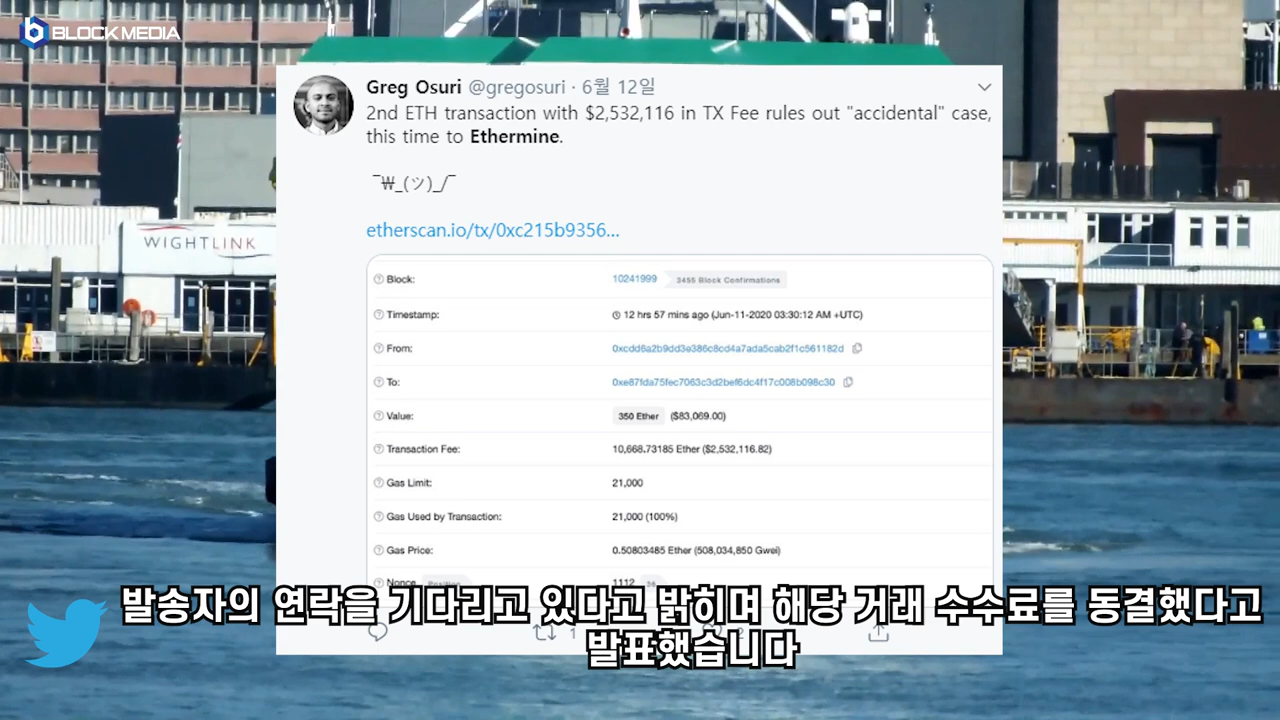 BLOCKMEDIA
Greg Osuri @gregosuri · 6월 12일
2nd ETH transaction with $2,532,116 in TX Fee rules out "accidental" case,
this time to Ethermine.
¯₩_(ツ)_/¯
etherscan.io/tx/0xc215b9356...
WIGHTLINK
Block: 10241999 3455 Block Confirmations
Timestamp: 12 hrs 57 mins ago (Jun-11-2020 03:30:12 AM +UTC)
From: 0xcdd6a2b9dd3e386c8cd4a7ada5cab2f1c561182d
To: 0xe87fda75fec7063c3d2bef6dc4f17c008b098c30
Value: 350 Ether ($83,069.00)
Transaction Fee: 10,668.73185 Ether ($2,532,116.82)
Gas Limit: 21,000
Gas Used by Transaction: 21,000 (100%)
Gas Price: 0.50803485 Ether (508,034,850 Gwei)
Nonce Position 1112
발송자의 연락을 기다리고 있다고 밝히며 해당 거래 수수료를 동결했다고
발표했습니다